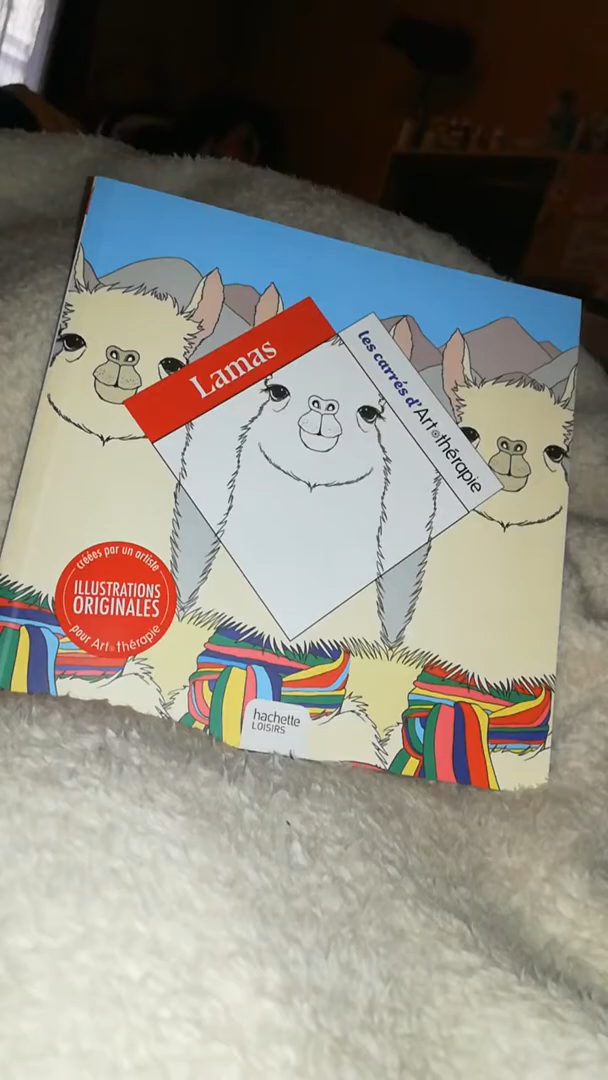 Lamas
les carrés d'Art-thérapie
créées par un artiste
ILLUSTRATIONS
ORIGINALES
pour Art-thérapie
hachette
LOISIRS